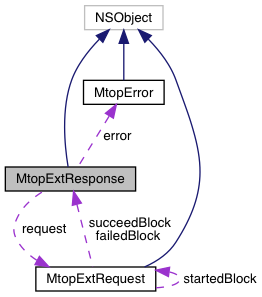 NSObject
MtopError
error
MtopExtResponse
request
succeedBlock
failedBlock
MtopExtRequest
startedBlock